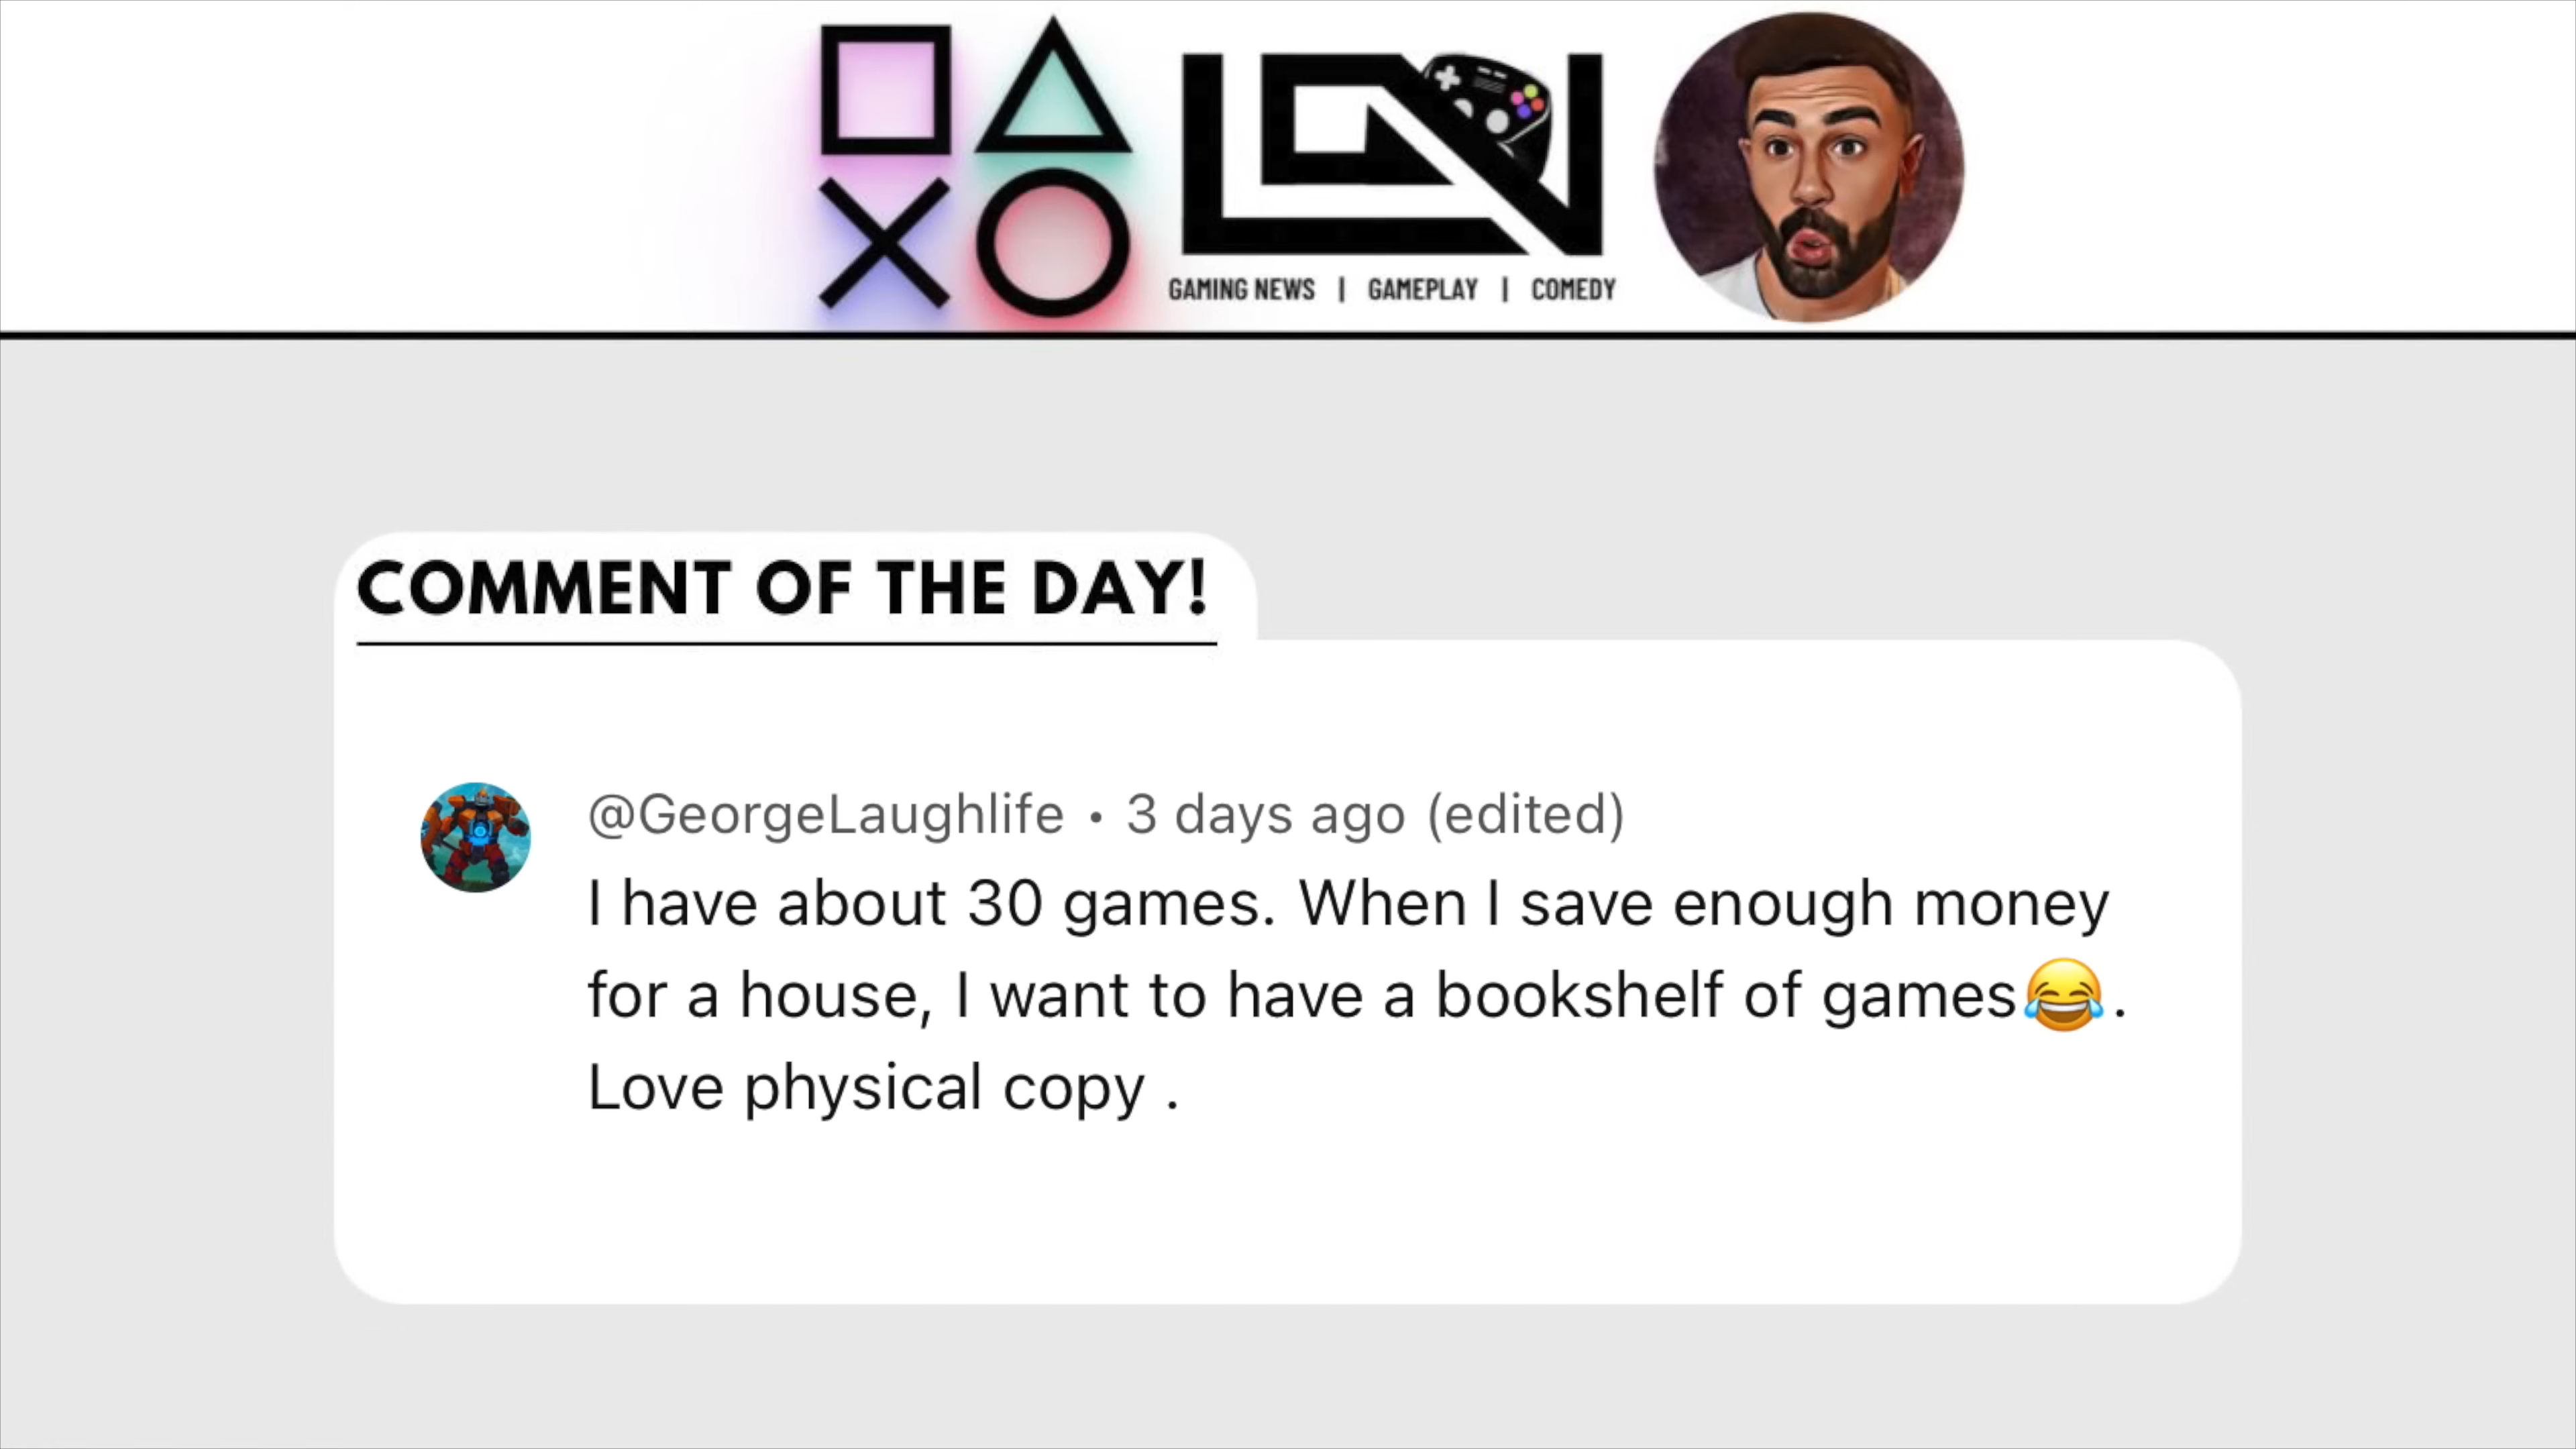 LGN
GAMING NEWS | GAMEPLAY | COMEDY
COMMENT OF THE DAY!
@GeorgeLaughlife • 3 days ago (edited)
I have about 30 games. When I save enough money
for a house, I want to have a bookshelf of games😂.
Love physical copy .